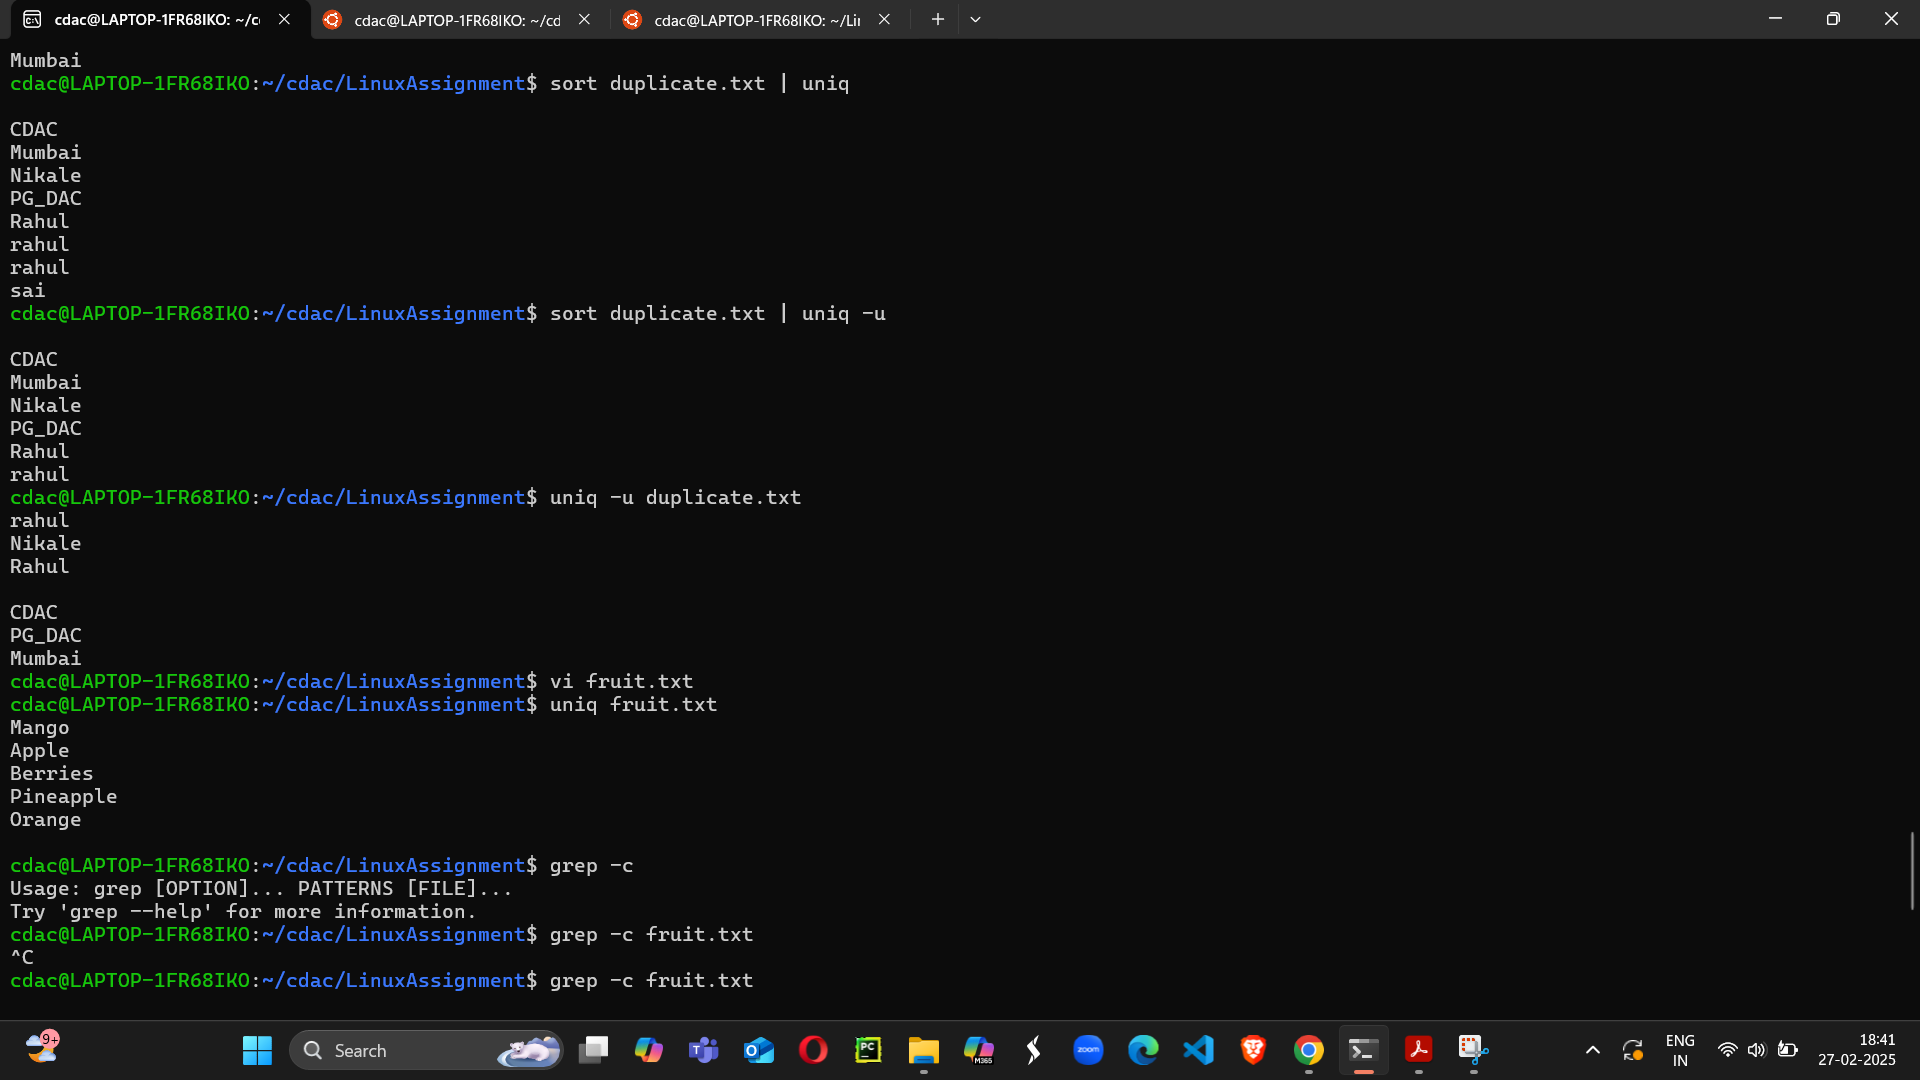 cdac@LAPTOP-1FR68IKO: ~/c
cdac@LAPTOP-1FR68IKO: ~/cd
cdac@LAPTOP-1FR68IKO: ~/Lin
Mumbai
cdac@LAPTOP-1FR68IKO:~/cdac/LinuxAssignment$ sort duplicate.txt | uniq
CDAC
Mumbai
Nikale
PG_DAC
Rahul
rahul
rahul
sai
cdac@LAPTOP-1FR68IKO:~/cdac/LinuxAssignment$ sort duplicate.txt | uniq -u
CDAC
Mumbai
Nikale
PG_DAC
Rahul
rahul
cdac@LAPTOP-1FR68IKO:~/cdac/LinuxAssignment$ uniq -u duplicate.txt
rahul
Nikale
Rahul
CDAC
PG_DAC
Mumbai
cdac@LAPTOP-1FR68IKO:~/cdac/LinuxAssignment$ vi fruit.txt
cdac@LAPTOP-1FR68IKO:~/cdac/LinuxAssignment$ uniq fruit.txt
Mango
Apple
Berries
Pineapple
Orange
cdac@LAPTOP-1FR68IKO:~/cdac/LinuxAssignment$ grep -c
Usage: grep [OPTION]... PATTERNS [FILE]...
Try 'grep --help' for more information.
cdac@LAPTOP-1FR68IKO:~/cdac/LinuxAssignment$ grep -c fruit.txt
^C
cdac@LAPTOP-1FR68IKO:~/cdac/LinuxAssignment$ grep -c fruit.txt
9+
Search
PC
M365
zoom
ENG
IN
18:41
27-02-2025